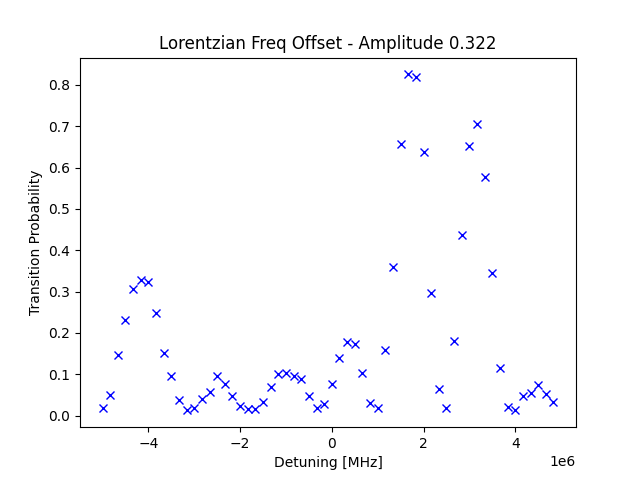 Lorentzian Freq Offset - Amplitude 0.322
Transition Probability
0.8
0.7
0.6
0.5
0.4
0.3
0.2
0.1
0.0
−4 −2 0 2 4
1e6
Detuning [MHz]